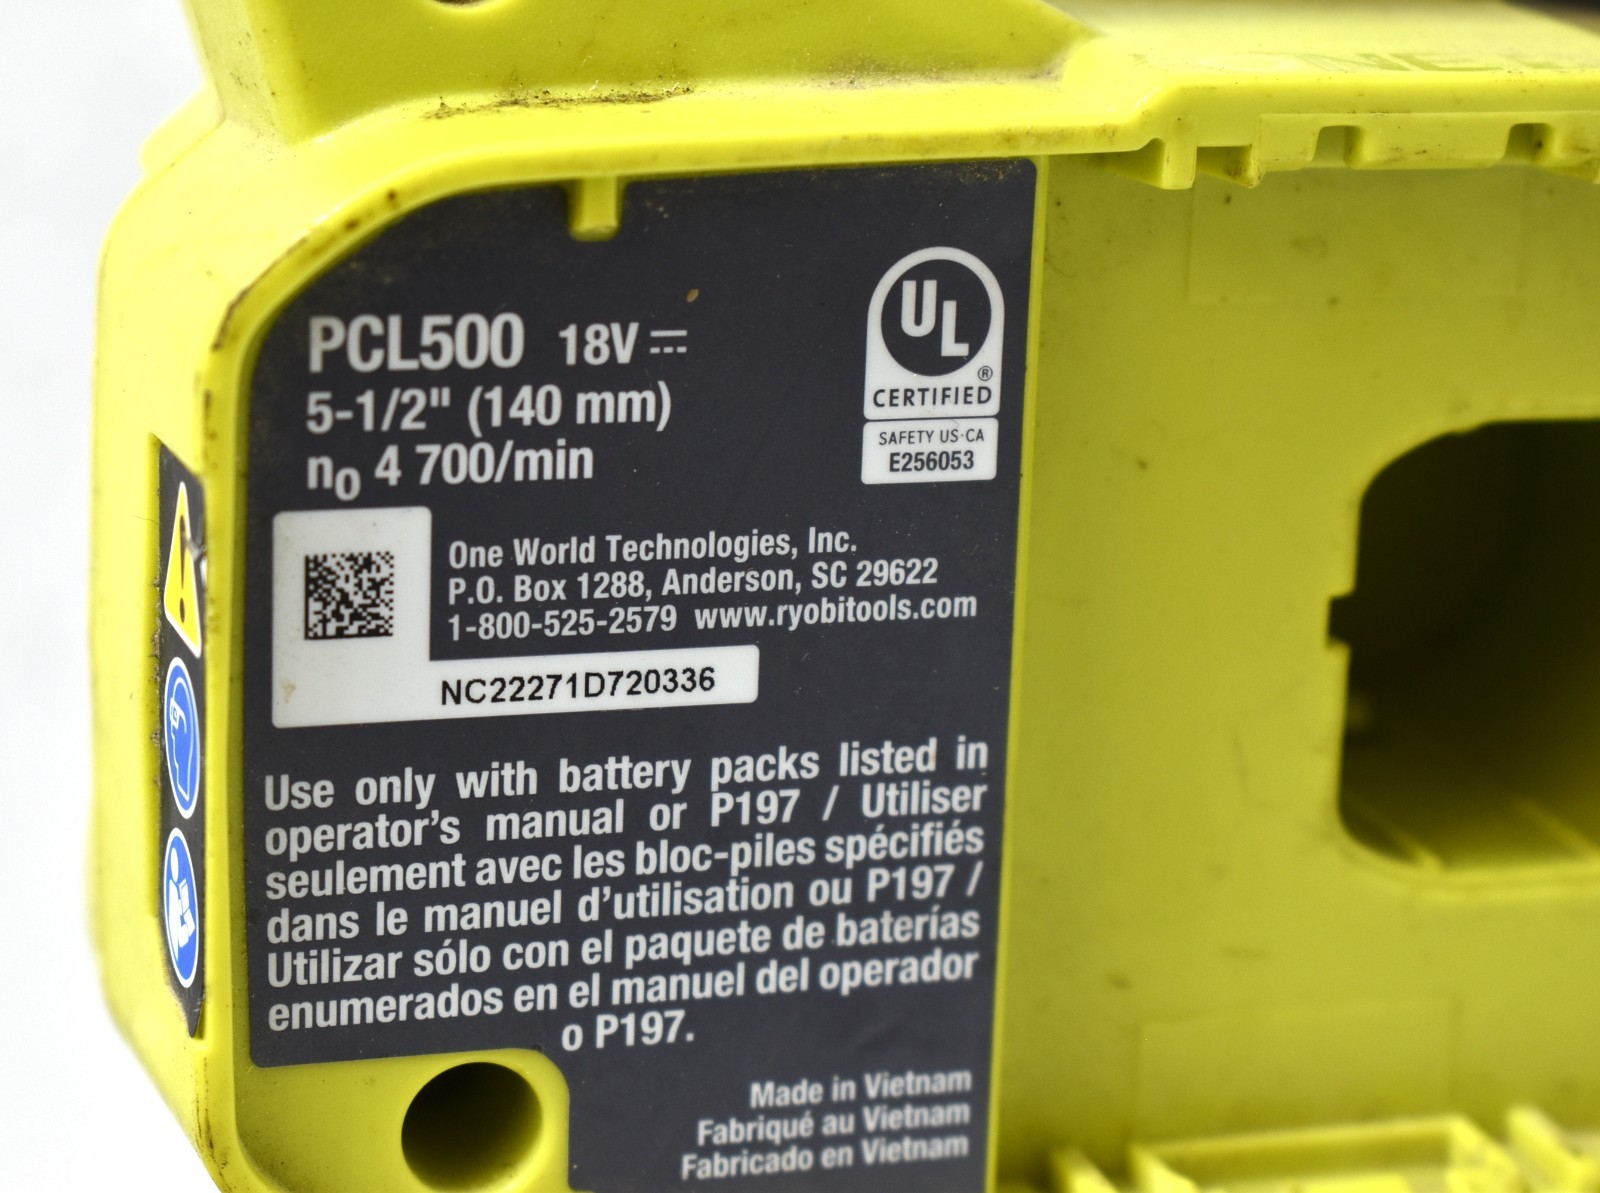 PCL500 18V
5-1/2" (140 mm)
n0 4 700/min
UL
®
CERTIFIED
SAFETY US·CA
E256053
One World Technologies, Inc.
P.O. Box 1288, Anderson, SC 29622
1-800-525-2579 www.ryobitools.com
NC22271D720336
Use only with battery packs listed in
operator's manual or P197 / Utiliser
seulement avec les bloc-piles spécifiés
dans le manuel d'utilisation ou P197 /
Utilizar sólo con el paquete de baterías
enumerados en el manuel del operador
o P197.
Made in Vietnam
Fabriqué au Vietnam
Fabricado en Vietnam